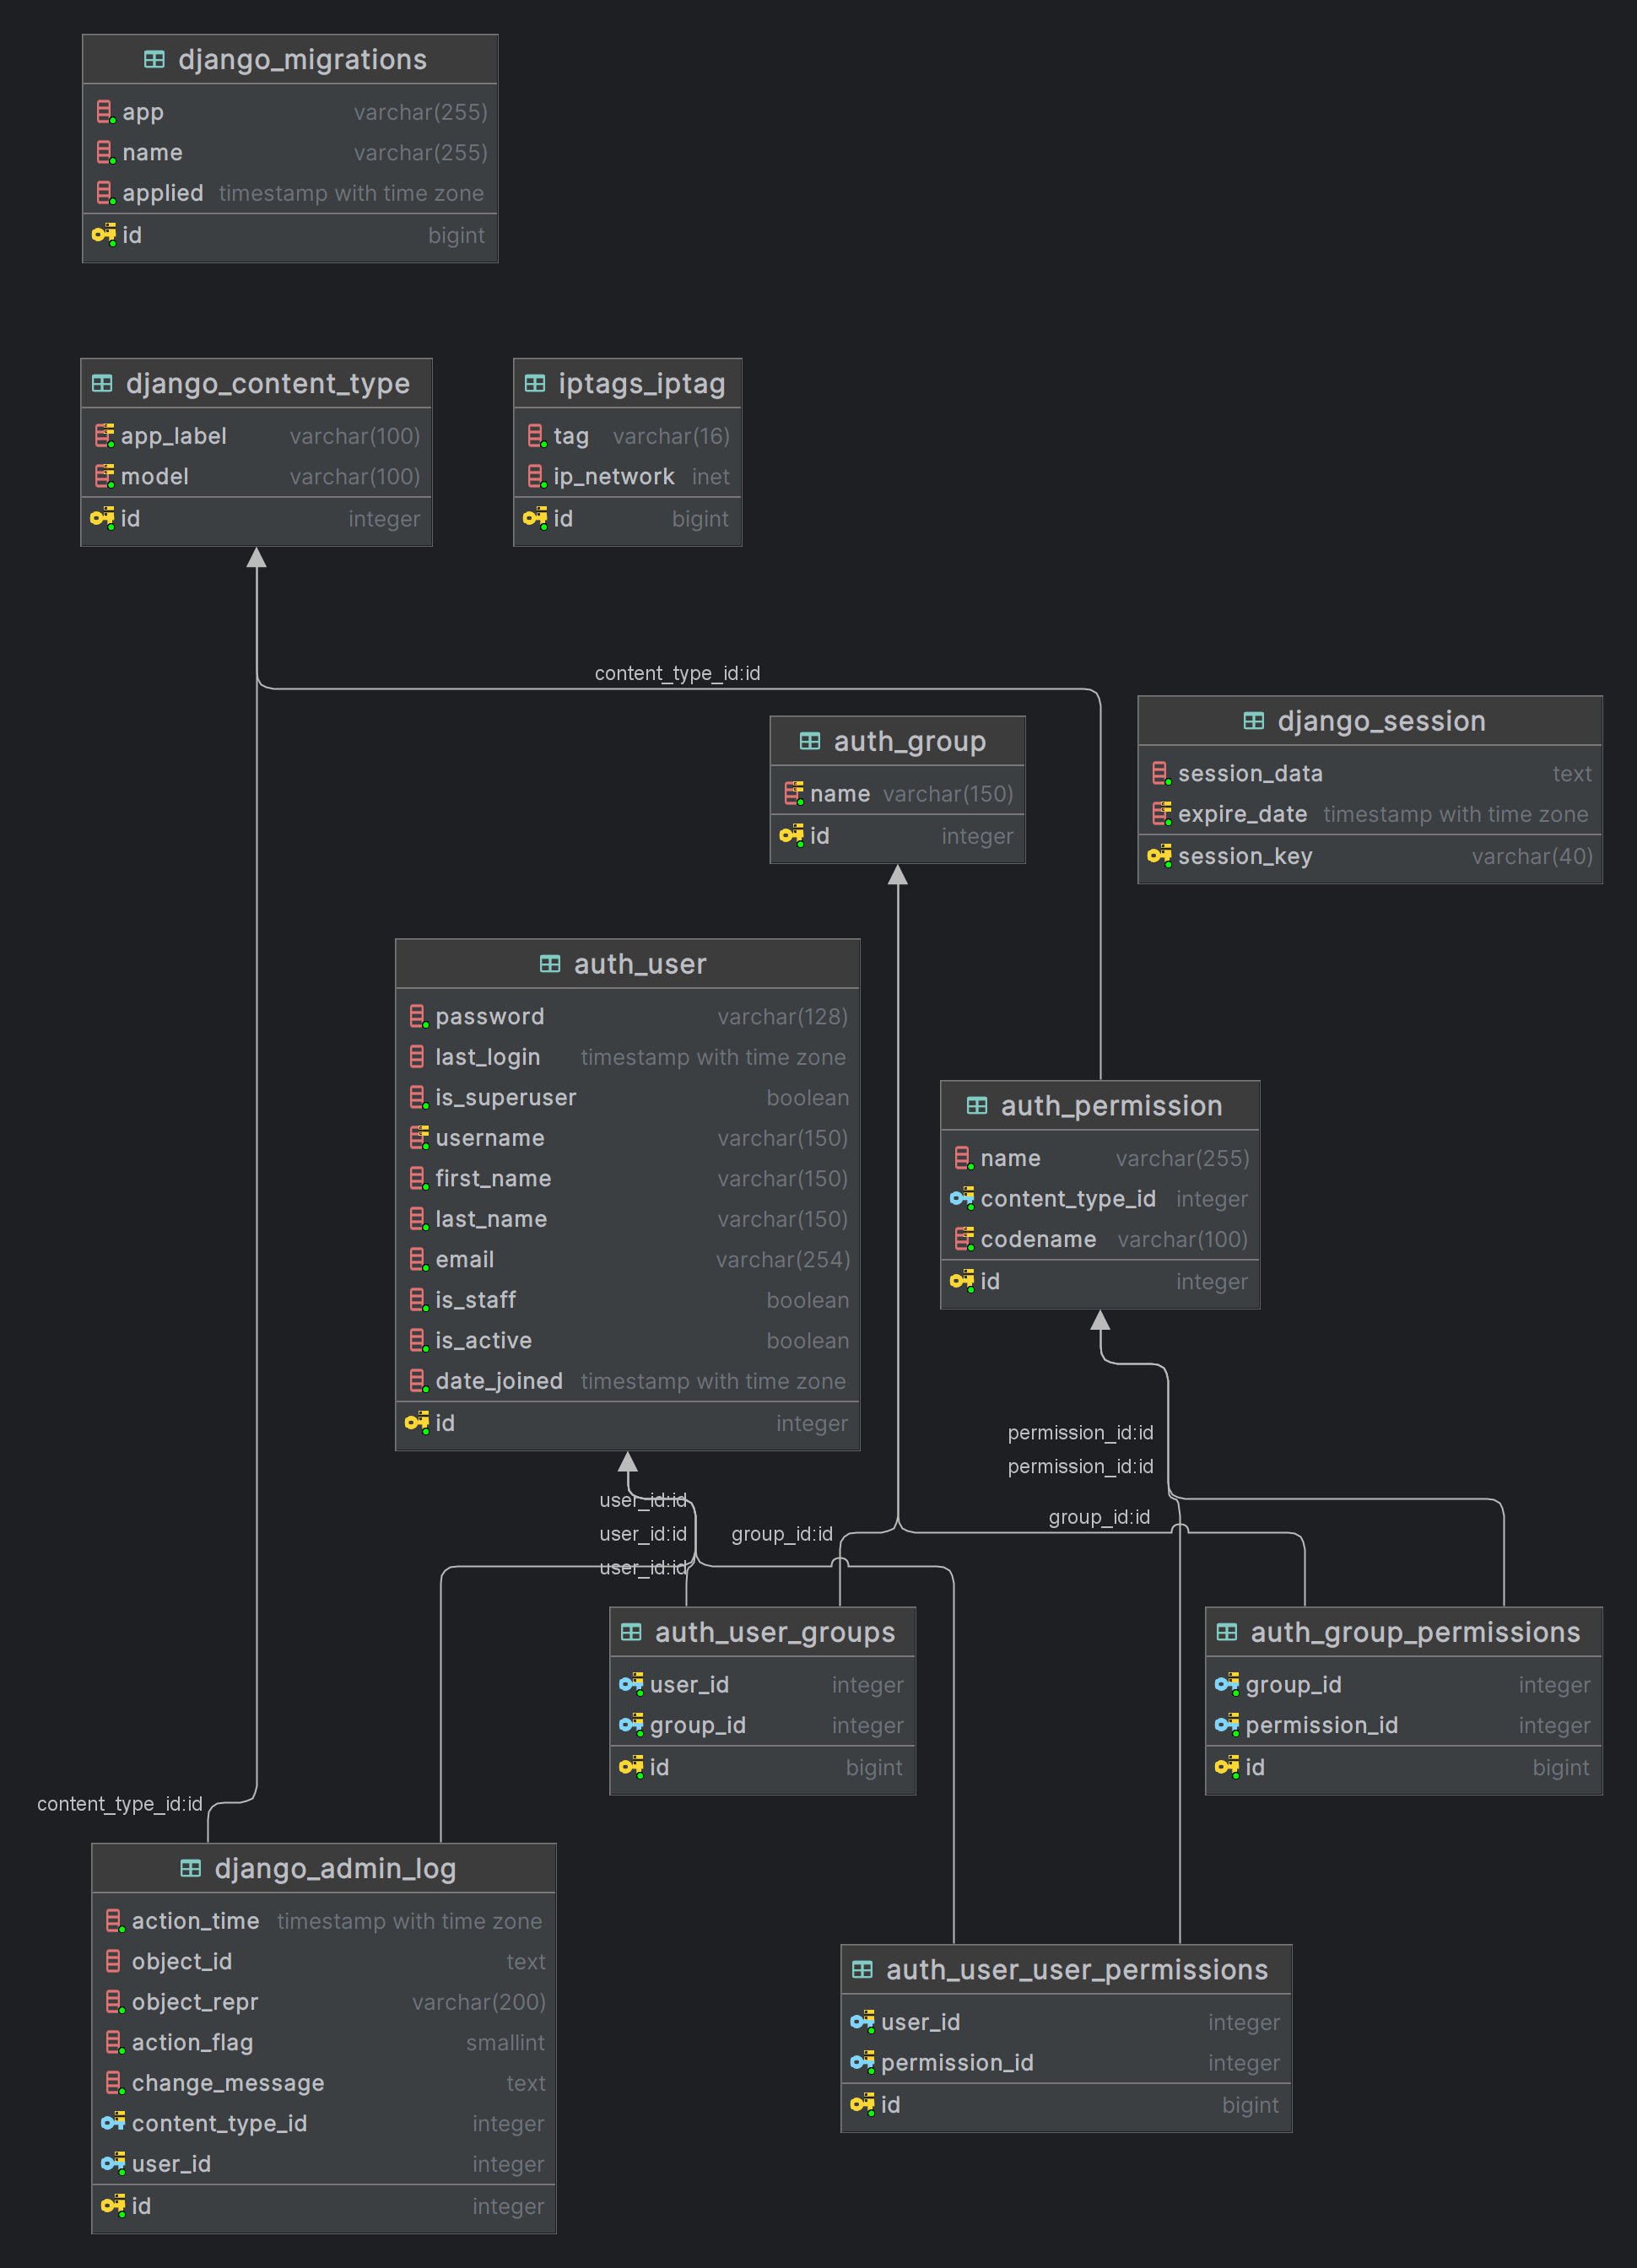 django_migrations
app varchar(255)
name varchar(255)
applied timestamp with time zone
id bigint
django_content_type
app_label varchar(100)
model varchar(100)
id integer
iptags_iptag
tag varchar(16)
ip_network inet
id bigint
content_type_id:id
auth_group
name varchar(150)
id integer
django_session
session_data text
expire_date timestamp with time zone
session_key varchar(40)
auth_user
password varchar(128)
last_login timestamp with time zone
is_superuser boolean
username varchar(150)
first_name varchar(150)
last_name varchar(150)
email varchar(254)
is_staff boolean
is_active boolean
date_joined timestamp with time zone
id integer
auth_permission
name varchar(255)
content_type_id integer
codename varchar(100)
id integer
permission_id:id
permission_id:id
user_id:id
user_id:id
user_id:id
group_id:id
group_id:id
auth_user_groups
user_id integer
group_id integer
id bigint
auth_group_permissions
group_id integer
permission_id integer
id bigint
content_type_id:id
django_admin_log
action_time timestamp with time zone
object_id text
object_repr varchar(200)
action_flag smallint
change_message text
content_type_id integer
user_id integer
id integer
auth_user_user_permissions
user_id integer
permission_id integer
id bigint